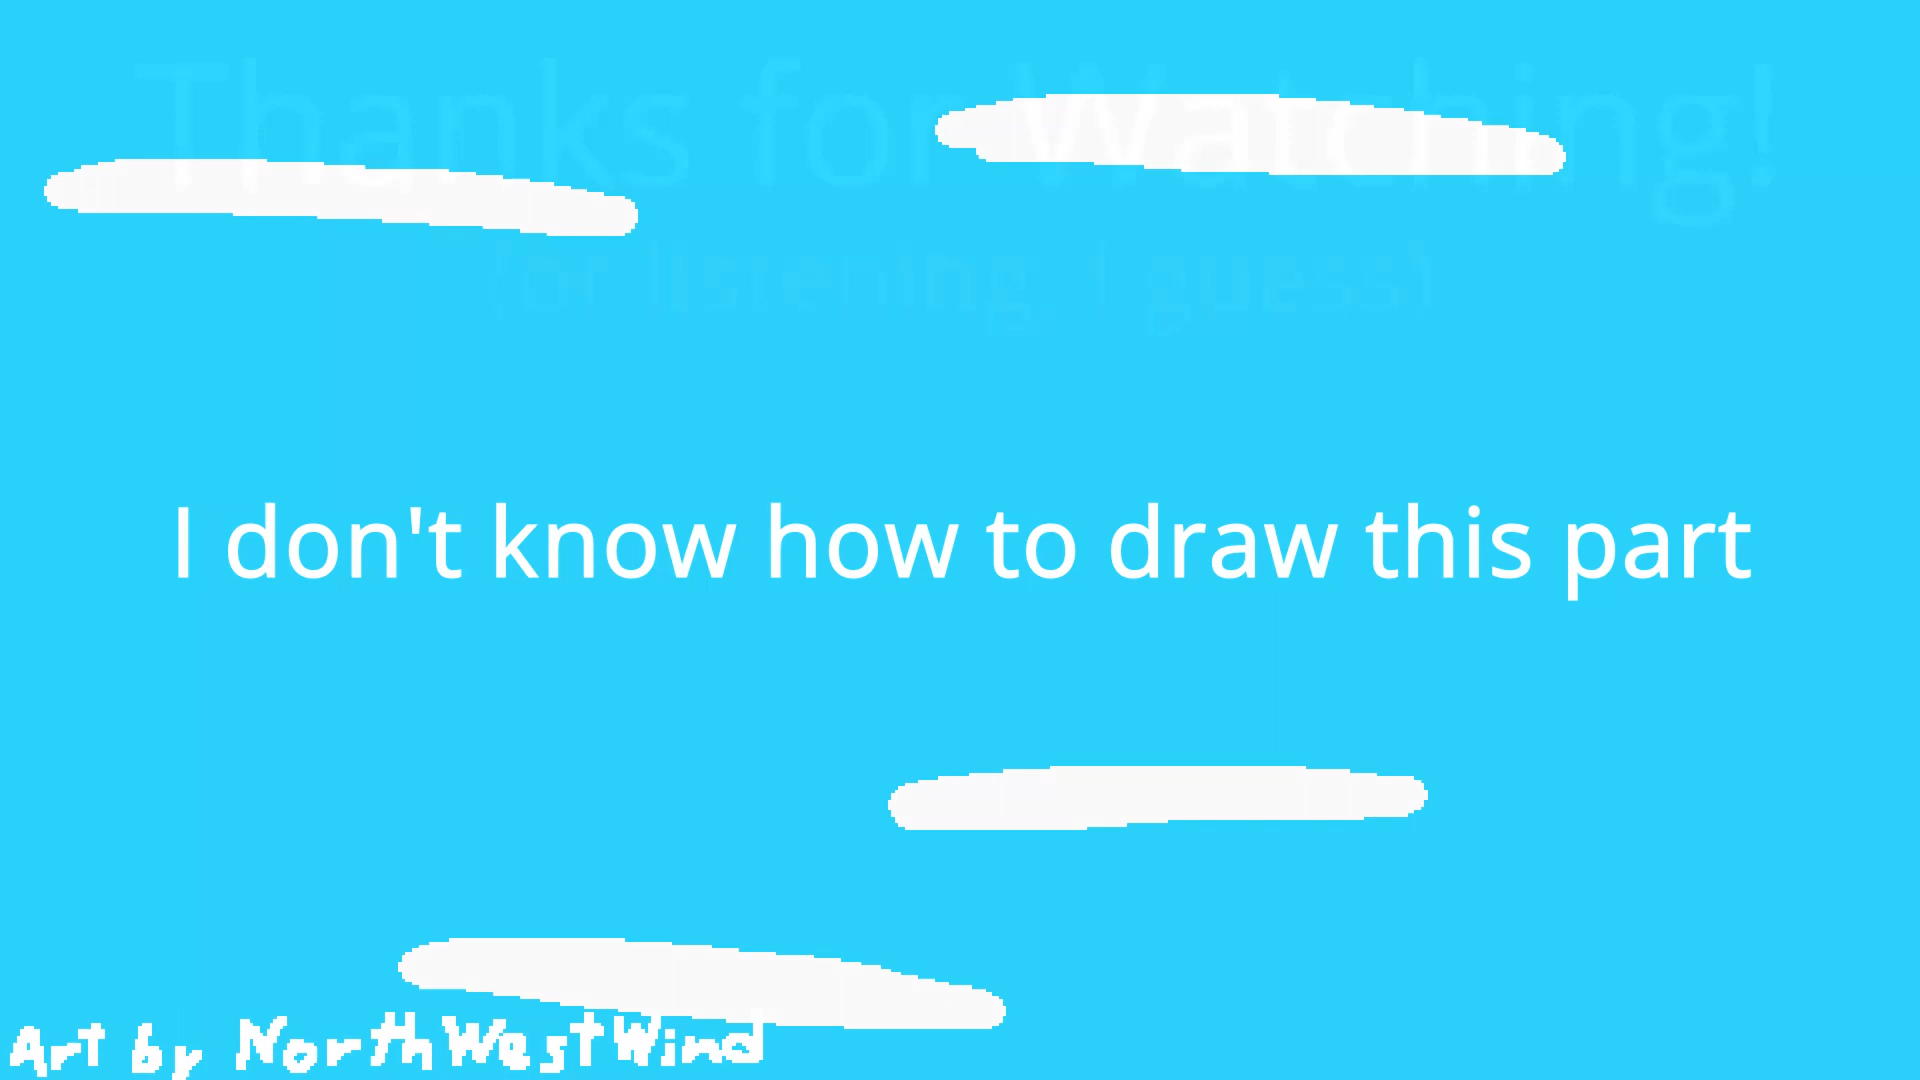 Thanks for Watching!
(or listening, I guess)
I don't know how to draw this part
Art by NorthWestWind